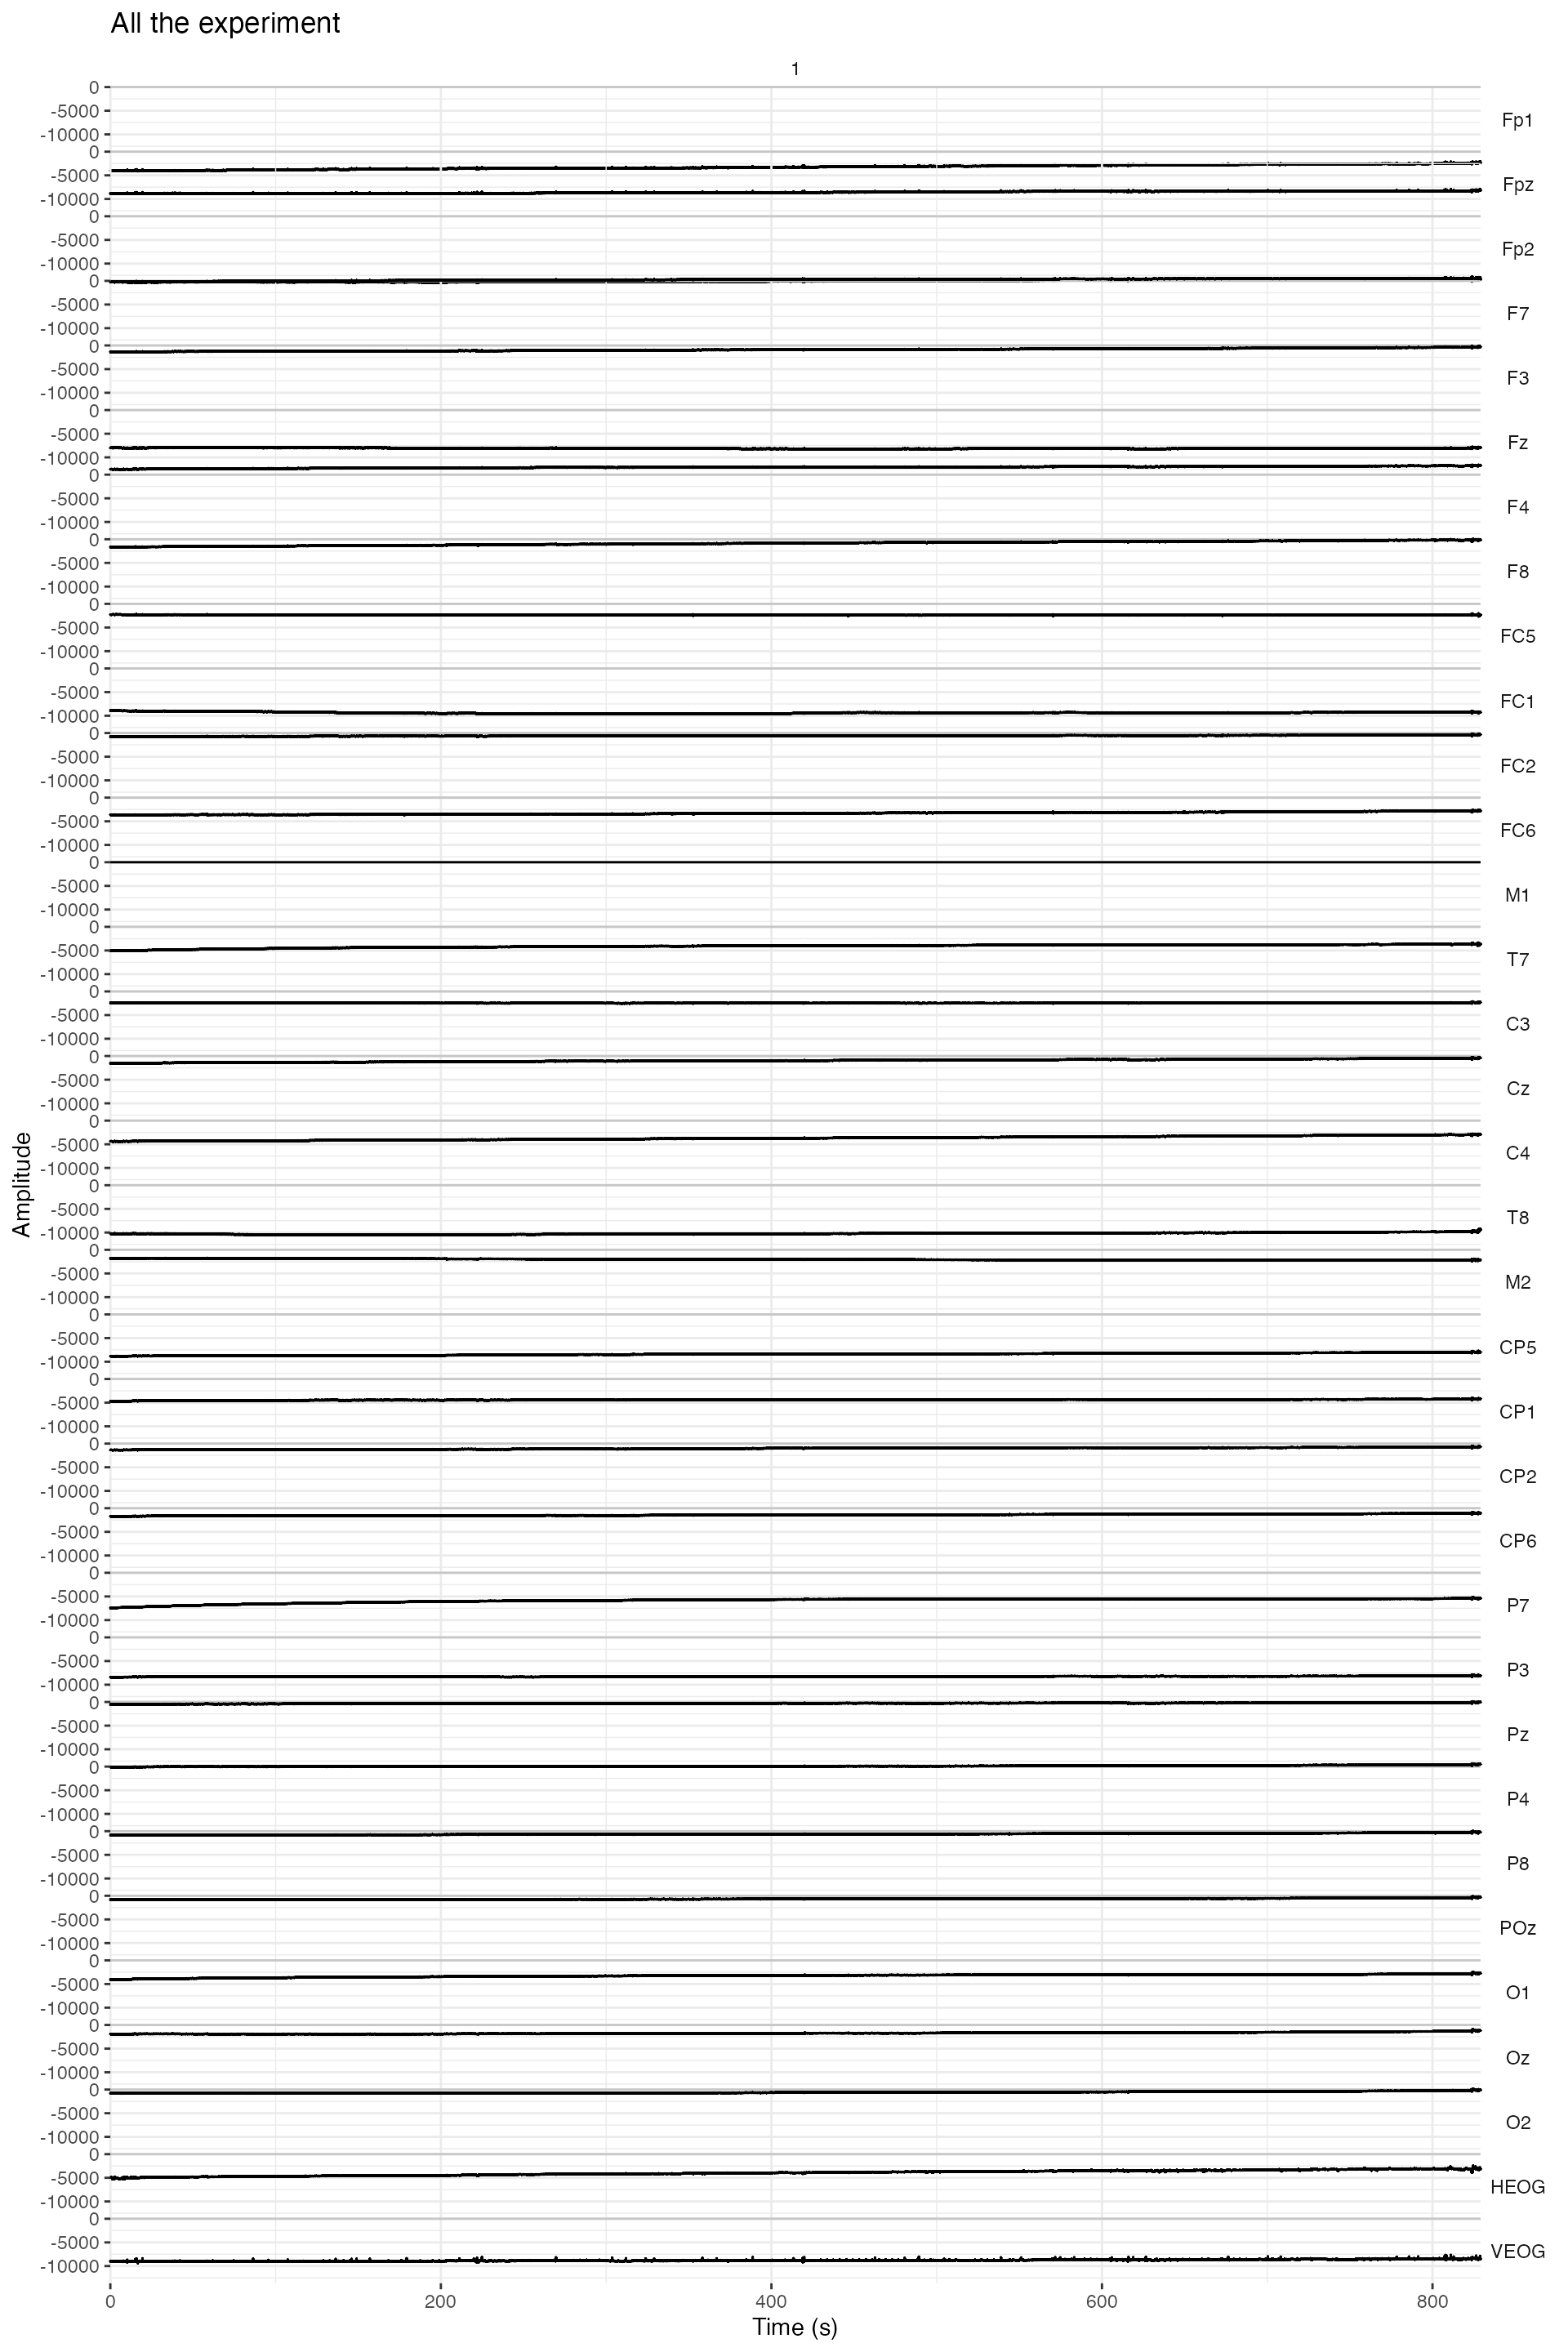 All the experiment
1
0
-5000
-10000
Fp1
0
-5000
-10000
Fpz
0
-5000
-10000
Fp2
0
-5000
-10000
F7
0
-5000
-10000
F3
0
-5000
-10000
Fz
0
-5000
-10000
F4
0
-5000
-10000
F8
0
-5000
-10000
FC5
0
-5000
-10000
FC1
0
-5000
-10000
FC2
0
-5000
-10000
FC6
0
-5000
-10000
M1
0
-5000
-10000
T7
0
-5000
-10000
C3
0
-5000
-10000
Cz
0
-5000
-10000
C4
0
-5000
-10000
T8
0
-5000
-10000
M2
0
-5000
-10000
CP5
0
-5000
-10000
CP1
0
-5000
-10000
CP2
0
-5000
-10000
CP6
0
-5000
-10000
P7
0
-5000
-10000
P3
0
-5000
-10000
Pz
0
-5000
-10000
P4
0
-5000
-10000
P8
0
-5000
-10000
POz
0
-5000
-10000
O1
0
-5000
-10000
Oz
0
-5000
-10000
O2
0
-5000
-10000
HEOG
0
-5000
-10000
VEOG
Amplitude
0 200 400 600 800
Time (s)